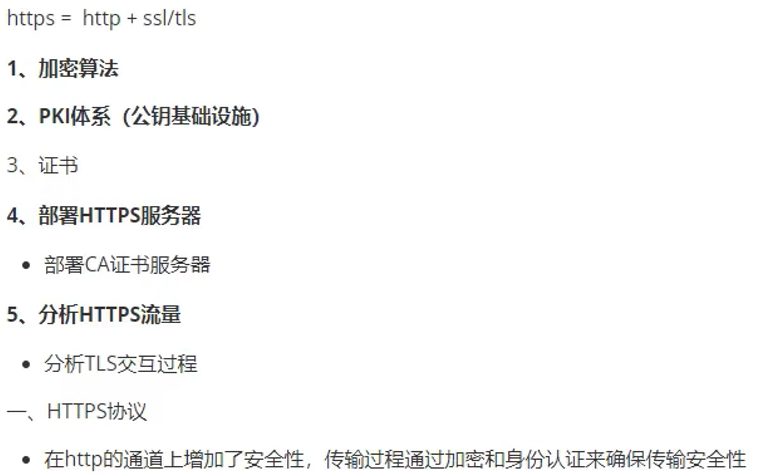 https = http + ssl/tls
1、加密算法
2、PKI体系（公钥基础设施）
3、证书
4、部署HTTPS服务器
• 部署CA证书服务器
5、分析HTTPS流量
• 分析TLS交互过程
一、HTTPS协议
• 在http的通道上增加了安全性，传输过程通过加密和身份认证来确保传输安全性